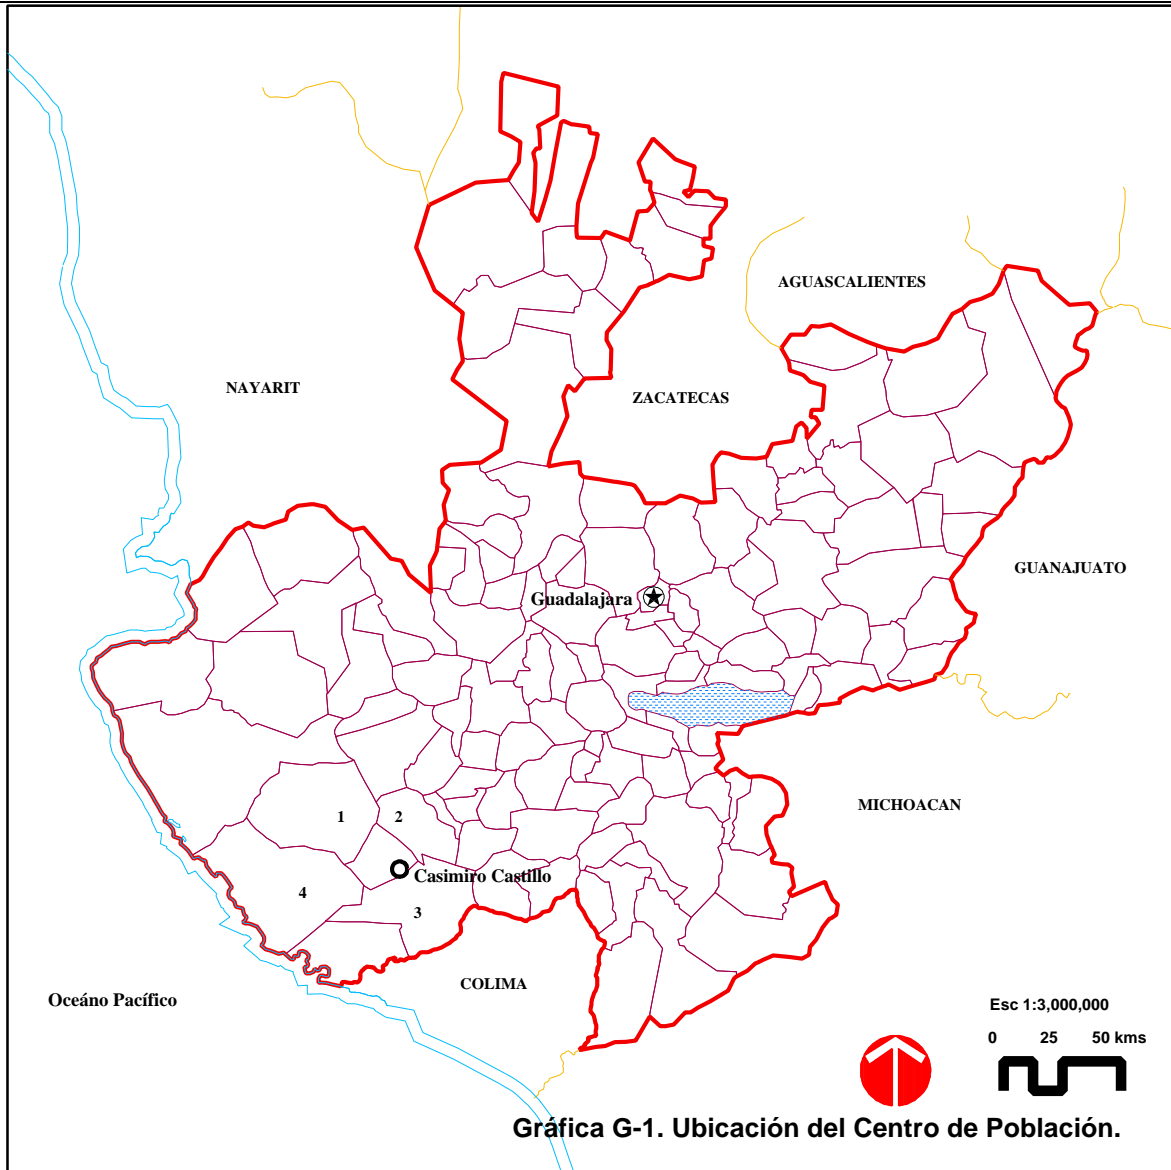 AGUASCALIENTES
NAYARIT
ZACATECAS
GUANAJUATO
Guadalajara
MICHOACAN
1
2
Casimiro Castillo
4
3
COLIMA
Oceáno Pacífico
Esc 1:3,000,000
0 25 50 kms
Gráfica G-1. Ubicación del Centro de Población.